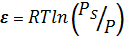 ε = RTln(Ps/P)